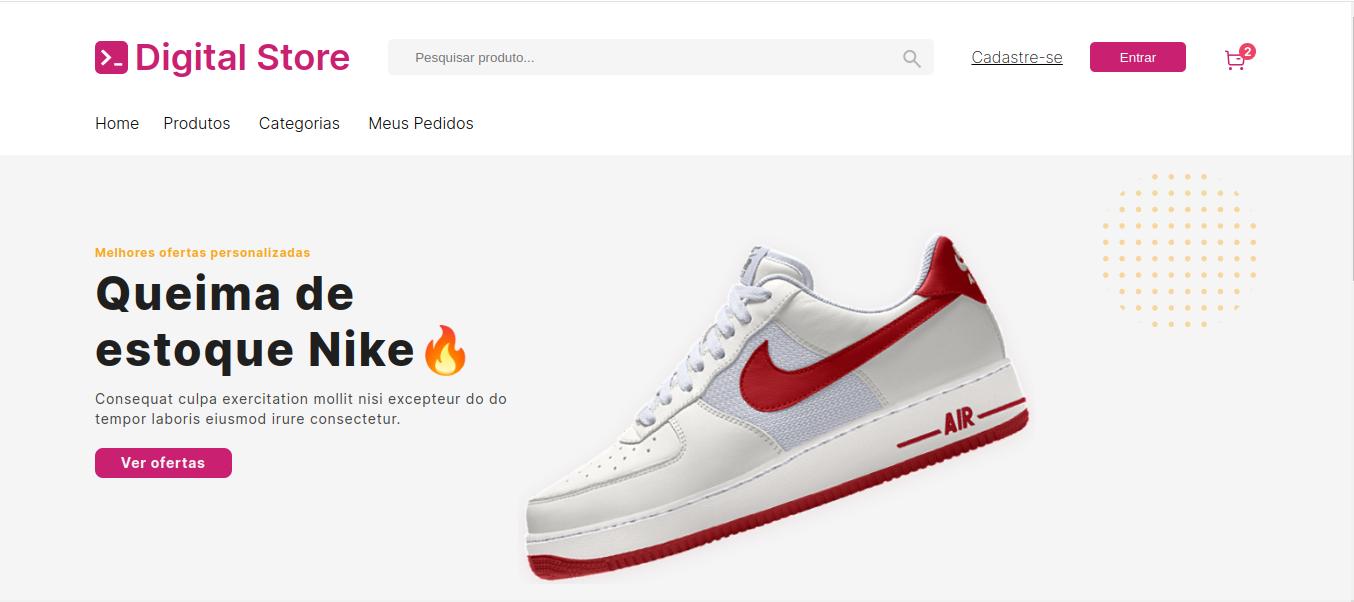 Digital Store
Pesquisar produto...
Cadastre-se
Entrar
2
Home Produtos Categorias Meus Pedidos
Melhores ofertas personalizadas
Queima de
estoque Nike🔥
Consequat culpa exercitation mollit nisi excepteur do do
tempor laboris eiusmod irure consectetur.
Ver ofertas
AIR